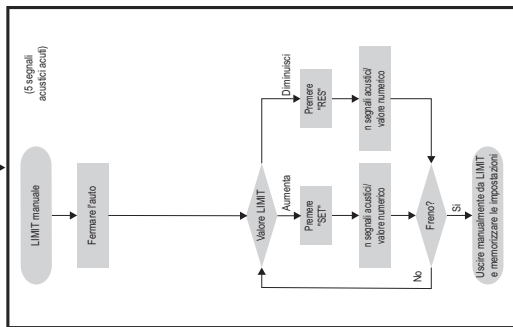 (5 segnali
acustici acuti)
LIMIT manuale
Fermare l'auto
Valore LIMIT
Diminuisci
Aumenta
Premere
"RES"
Premere
"SET"
n segnali acustici/
valore numerico
n segnali acustici/
valore numerico
Freno?
No
Si
Uscire manualmente da LIMIT
e memorizzare le impostazioni